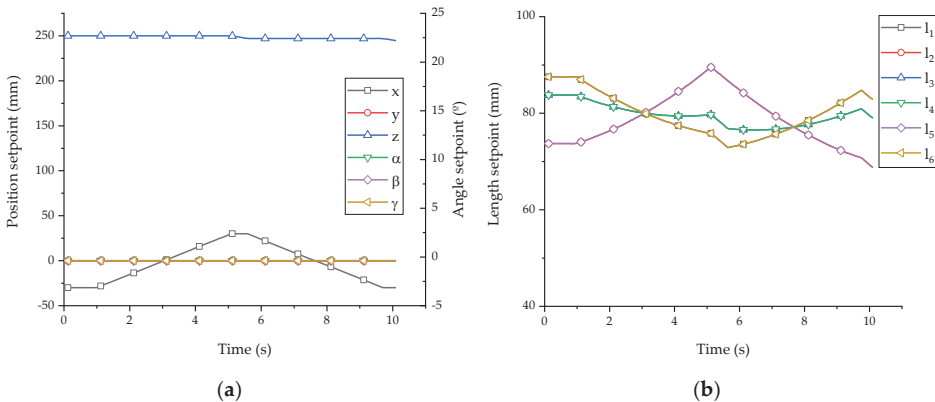 250
200
150
100
50
0
-50
Position setpoint (mm)
0
2
4
6
8
10
Time (s)
25
20
15
10
5
0
-5
Angle setpoint (º)
x
y
z
α
β
γ
(a)
100
80
60
40
Length setpoint (mm)
0
2
4
6
8
10
Time (s)
l1
l2
l3
l4
l5
l6
(b)